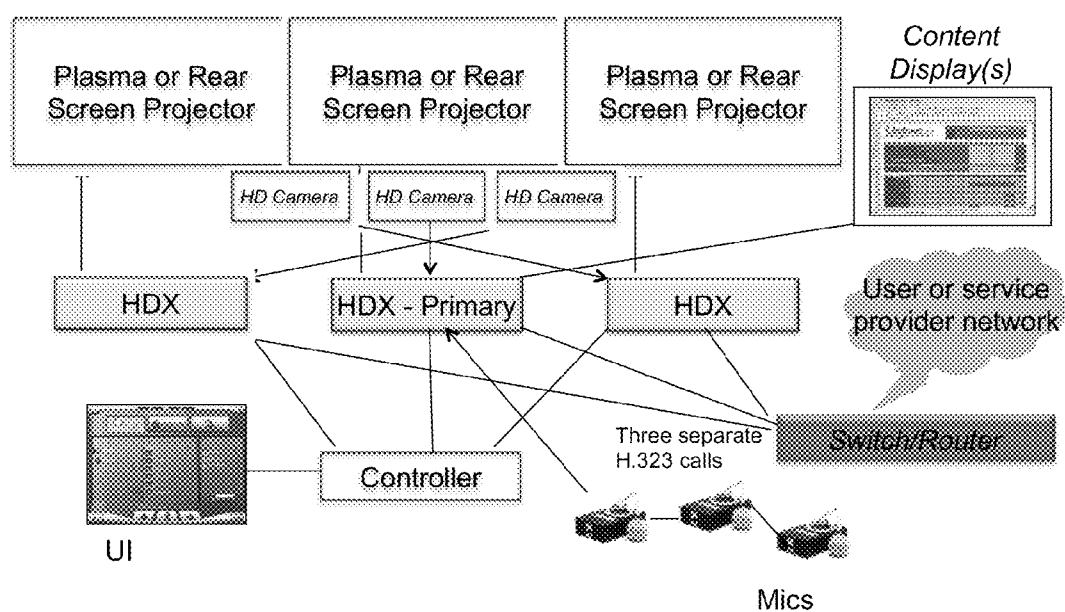 Plasma or Rear
Screen Projector
Plasma or Rear
Screen Projector
Plasma or Rear
Screen Projector
Content
Display(s)
HD Camera
HD Camera
HD Camera
HDX
HDX - Primary
HDX
User or service
provider network
Three separate
H.323 calls
Switch/Router
Controller
UI
Mics